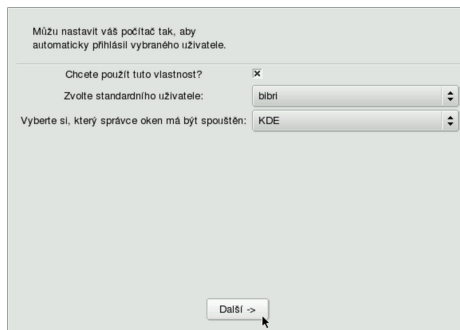 Můžu nastavit váš počítač tak, aby
automaticky přihlásil vybraného uživatele.
Chcete použít tuto vlastnost?
Zvolte standardního uživatele: bibri
Vyberte si, který správce oken má být spouštěn: KDE
Další ->